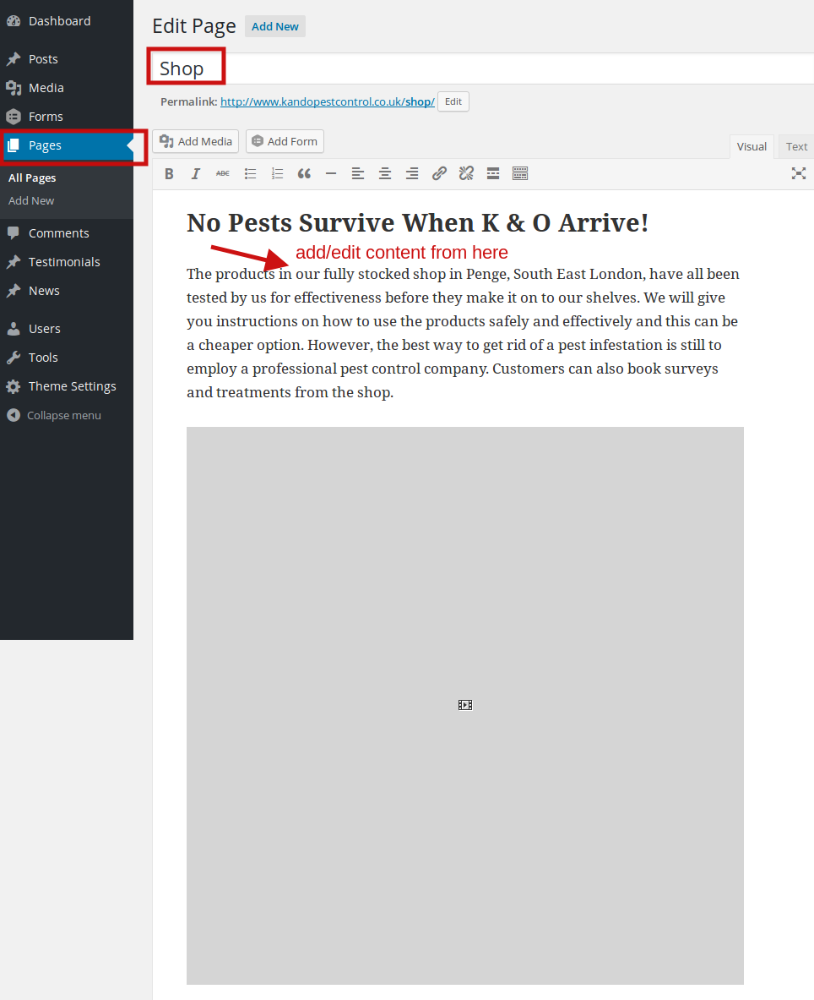 Dashboard
Posts
Media
Forms
Pages
All Pages
Add New
Comments
Testimonials
News
Users
Tools
Theme Settings
Collapse menu
Edit Page Add New
Shop
Permalink: http://www.kandopestcontrol.co.uk/shop/ Edit
Add Media Add Form
Visual Text
B I ABC
No Pests Survive When K & O Arrive!
add/edit content from here
The products in our fully stocked shop in Penge, South East London, have all been
tested by us for effectiveness before they make it on to our shelves. We will give
you instructions on how to use the products safely and effectively and this can be
a cheaper option. However, the best way to get rid of a pest infestation is still to
employ a professional pest control company. Customers can also book surveys
and treatments from the shop.